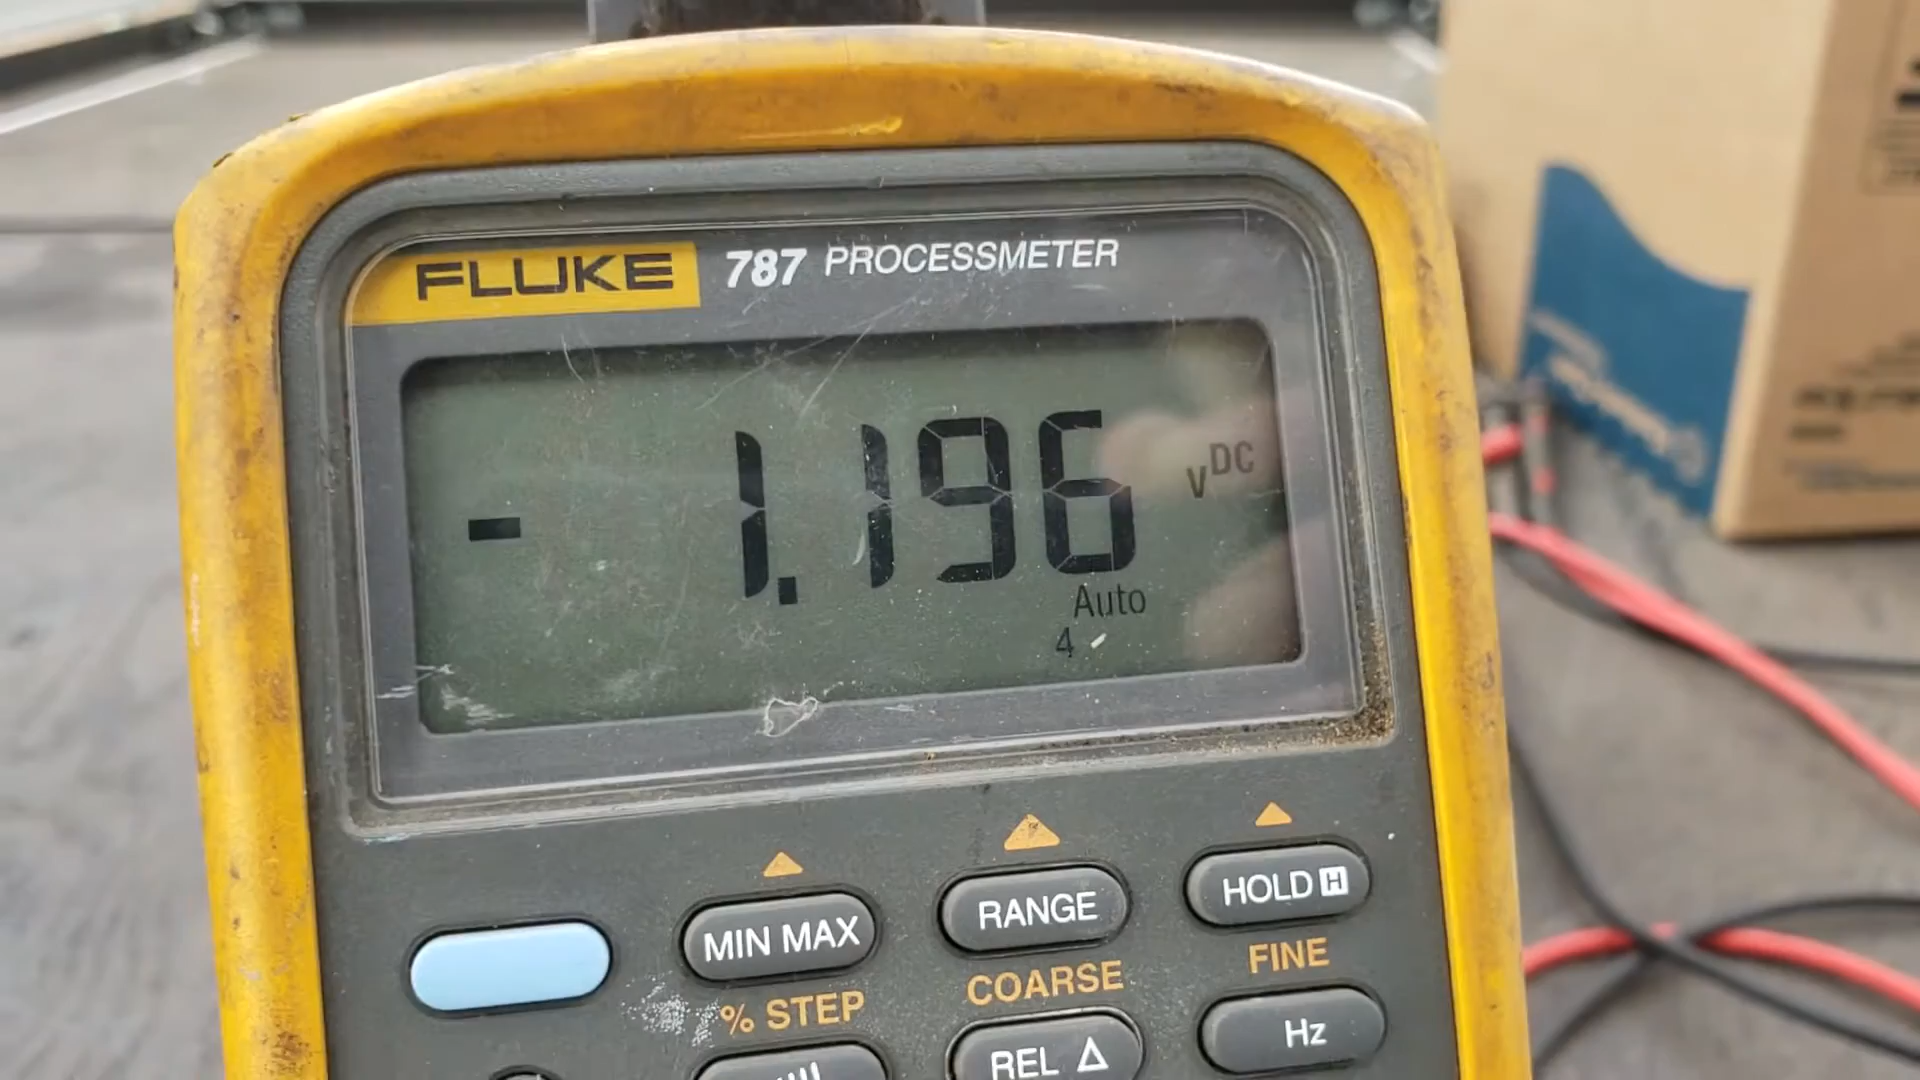 FLUKE 787 PROCESSMETER
- 1.196 V DC
Auto
4
MIN MAX RANGE HOLD H
% STEP COARSE FINE
REL Δ Hz